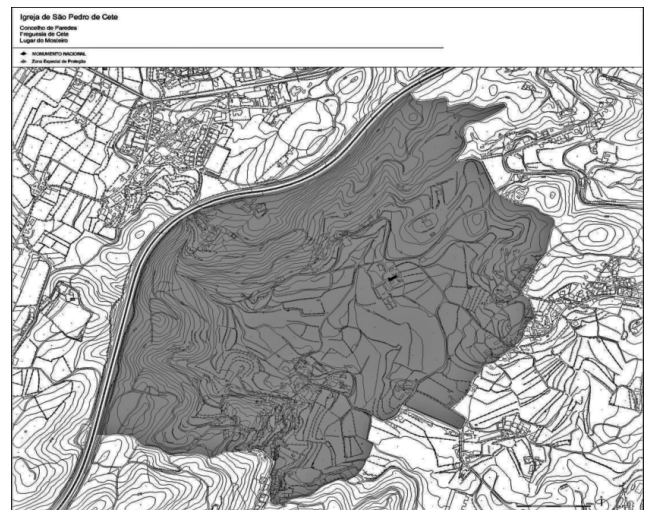 Igreja de São Pedro de Cete
Concelho de Paredes
Freguesia de Cete
Lugar do Mosteiro
MONUMENTO NACIONAL
Zona Especial de Proteção